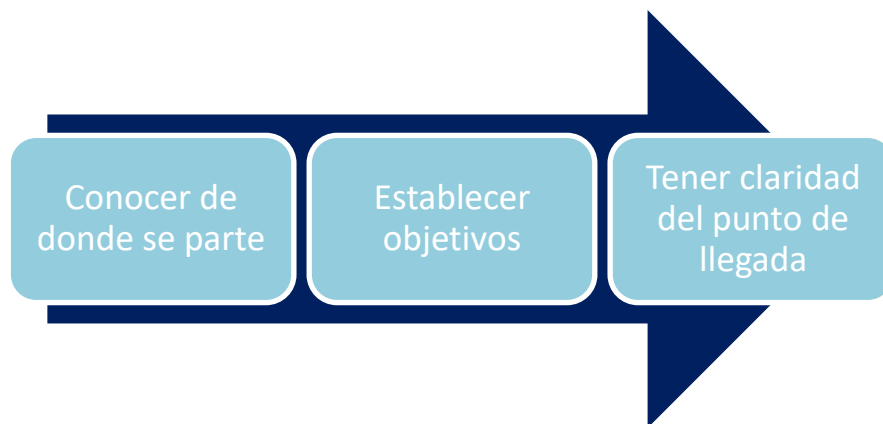 Conocer de
donde se parte
Establecer
objetivos
Tener claridad
del punto de
llegada